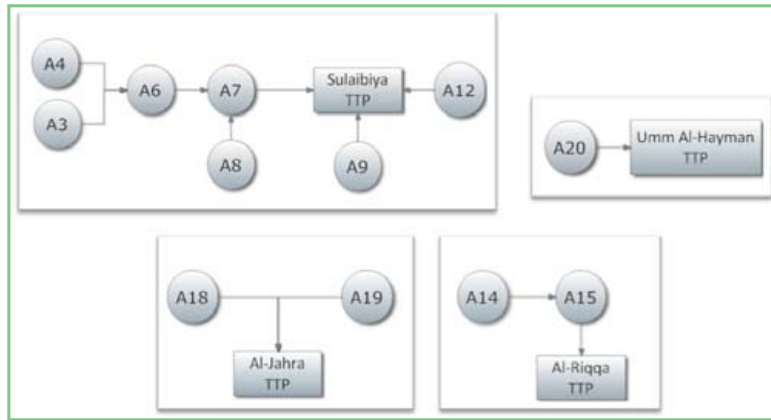 A4
A3
A6
A7
Sulaibiya
TTP
A12
A8
A9
A20
Umm Al-Hayman
TTP
A18
A19
Al-Jahra
TTP
A14
A15
Al-Riqqa
TTP